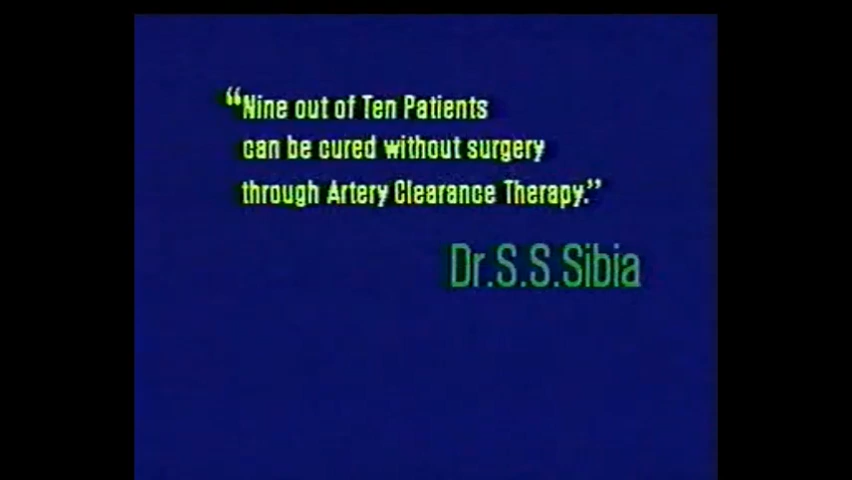 “Nine out of Ten Patients
can be cured without surgery
through Artery Clearance Therapy.”
Dr.S.S.Sibia